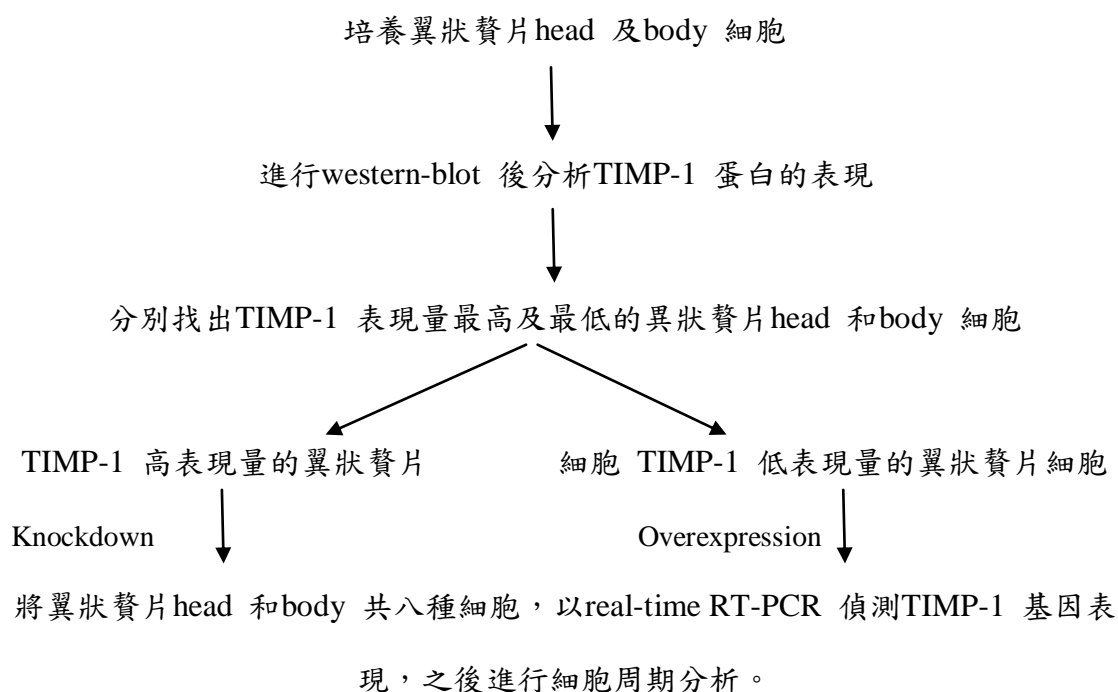 培養翼狀贅片head 及body 細胞
進行western-blot 後分析TIMP-1 蛋白的表現
分別找出TIMP-1 表現量最高及最低的異狀贅片head 和body 細胞
TIMP-1 高表現量的翼狀贅片 細胞 TIMP-1 低表現量的翼狀贅片細胞
Knockdown Overexpression
將翼狀贅片head 和body 共八種細胞，以real-time RT-PCR 偵測TIMP-1 基因表
現，之後進行細胞周期分析。